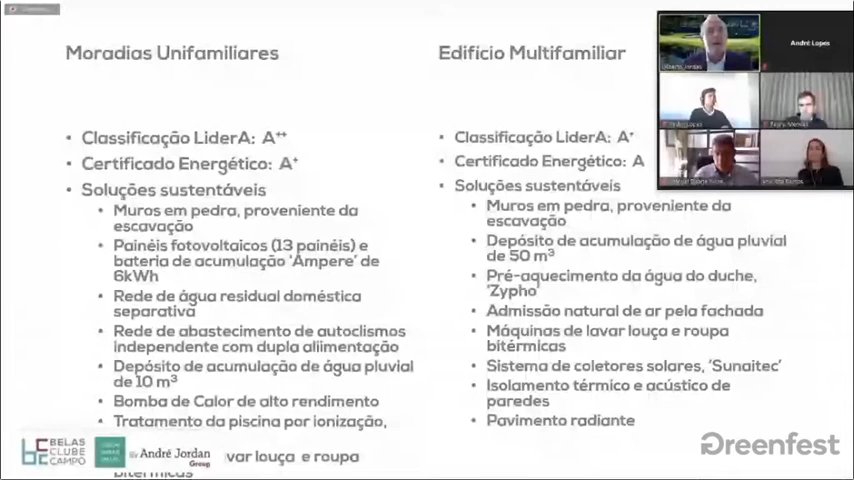 Moradias Unifamiliares
• Classificação LiderA: A++
• Certificado Energético: A+
• Soluções sustentáveis
• Muros em pedra, proveniente da
escavação
• Painéis fotovoltaicos (13 painéis) e
bateria de acumulação 'Ampere' de
6kWh
• Rede de água residual doméstica
separativa
• Rede de abastecimento de autoclismos
independente com dupla aliimentação
• Depósito de acumulação de água pluvial
de 10 m³
• Bomba de Calor de alto rendimento
• Tratamento da piscina por ionização,
var louça e roupa
bitérmicas
Edifício Multifamiliar
• Classificação LiderA: A+
• Certificado Energético: A
• Soluções sustentáveis
• Muros em pedra, proveniente da
escavação
• Depósito de acumulação de água pluvial
de 50 m³
• Pré-aquecimento da água do duche,
'Zypho'
• Admissão natural de ar pela fachada
• Máquinas de lavar louça e roupa
bitérmicas
• Sistema de coletores solares, 'Sunaitec'
• Isolamento térmico e acústico de
paredes
• Pavimento radiante
André Lopes
BELAS
CLUBE
CAMPO
By André Jordan
Group
Greenfest